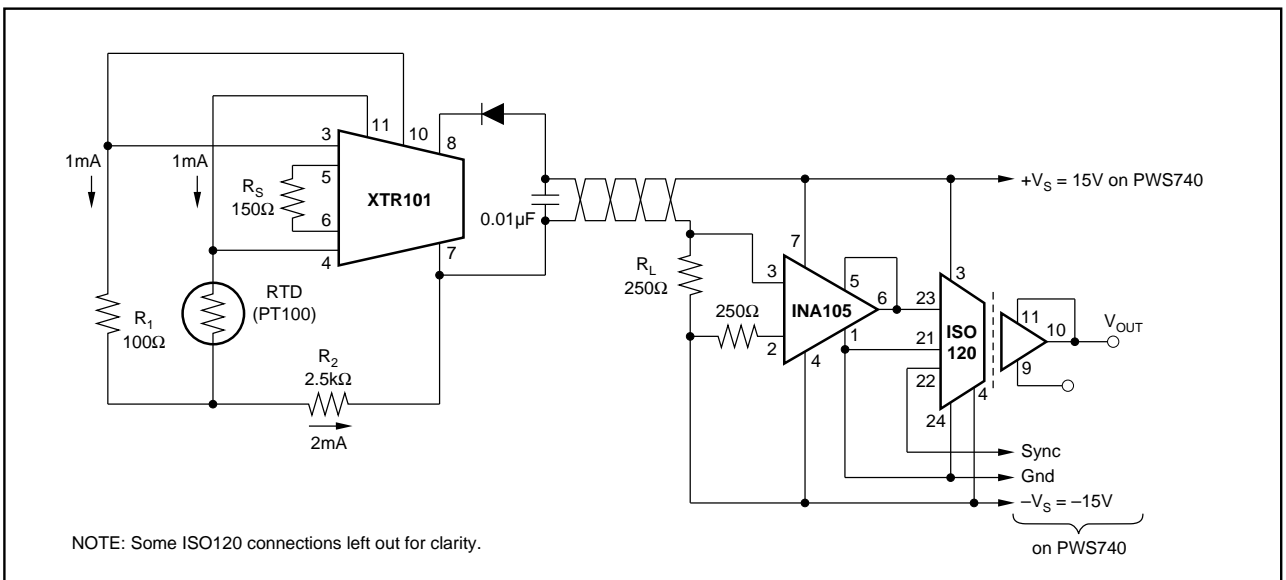 1mA
1mA
3
11
10
8
5
R_S
150Ω
XTR101
6
4
7
0.01µF
+V_S = 15V on PWS740
RTD
(PT100)
R_1
100Ω
R_2
2.5kΩ
2mA
R_L
250Ω
250Ω
7
3
5
INA105
6
2
1
4
3
23
ISO
120
21
22
24
4
11
10
V_OUT
9
Sync
Gnd
–V_S = –15V
on PWS740
NOTE: Some ISO120 connections left out for clarity.